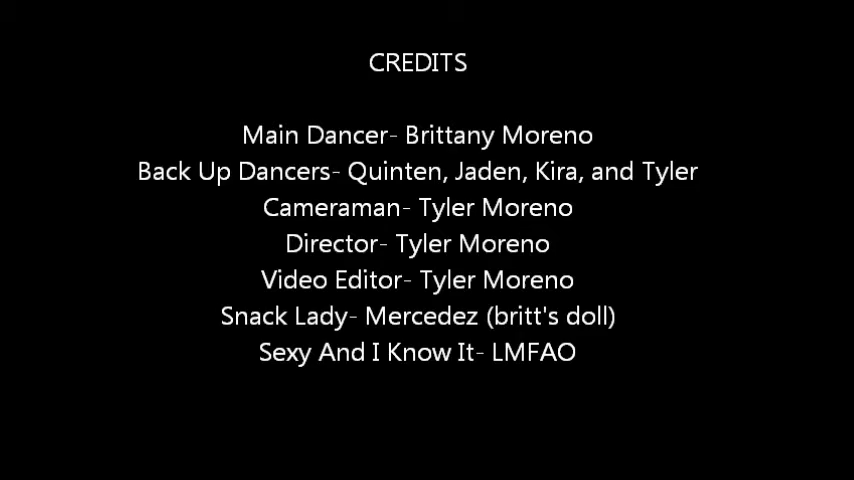 CREDITS
Main Dancer- Brittany Moreno
Back Up Dancers- Quinten, Jaden, Kira, and Tyler
Cameraman- Tyler Moreno
Director- Tyler Moreno
Video Editor- Tyler Moreno
Snack Lady- Mercedez (britt's doll)
Sexy And I Know It- LMFAO